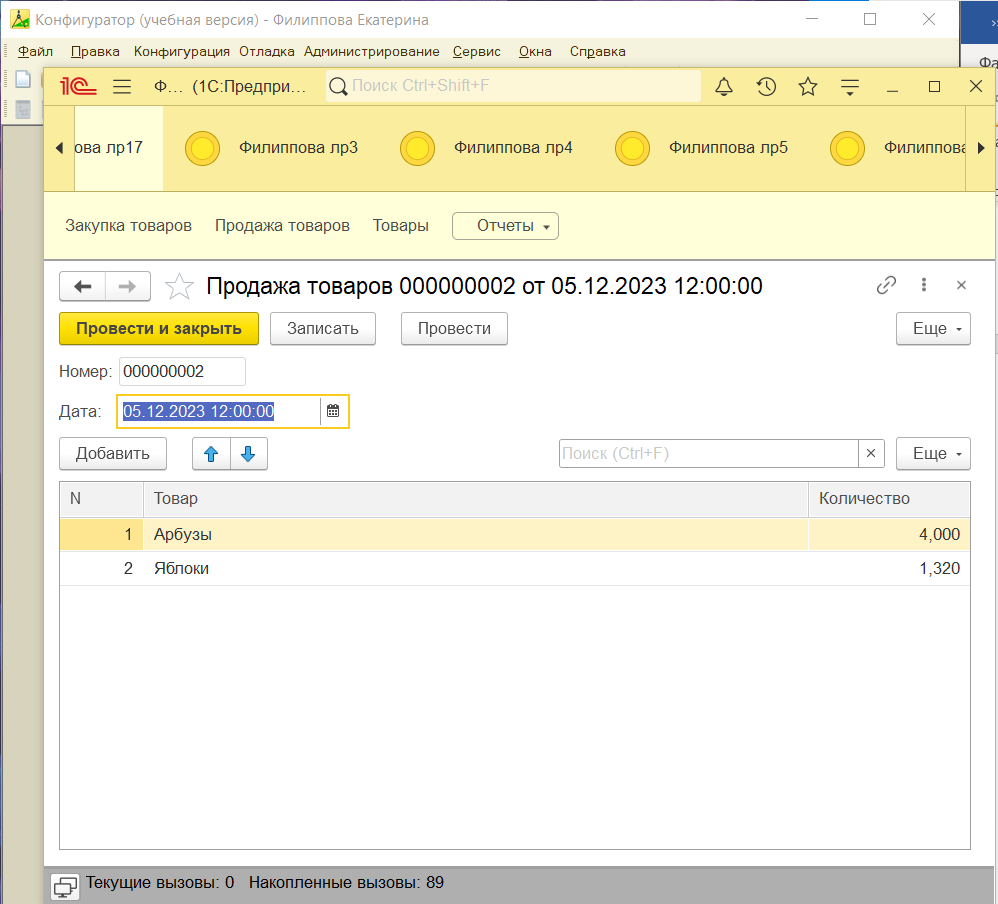 Конфигуратор (учебная версия) - Филиппова Екатерина
Файл Правка Конфигурация Отладка Администрирование Сервис Окна Справка
1С Ф... (1С:Предпри... Поиск Ctrl+Shift+F
ова лр17 Филиппова лр3 Филиппова лр4 Филиппова лр5 Филиппова
Закупка товаров Продажа товаров Товары Отчеты
Продажа товаров 000000002 от 05.12.2023 12:00:00
Провести и закрыть Записать Провести Еще
Номер: 000000002
Дата: 05.12.2023 12:00:00
Добавить Поиск (Ctrl+F) × Еще
N Товар Количество
1 Арбузы 4,000
2 Яблоки 1,320
Текущие вызовы: 0 Накопленные вызовы: 89